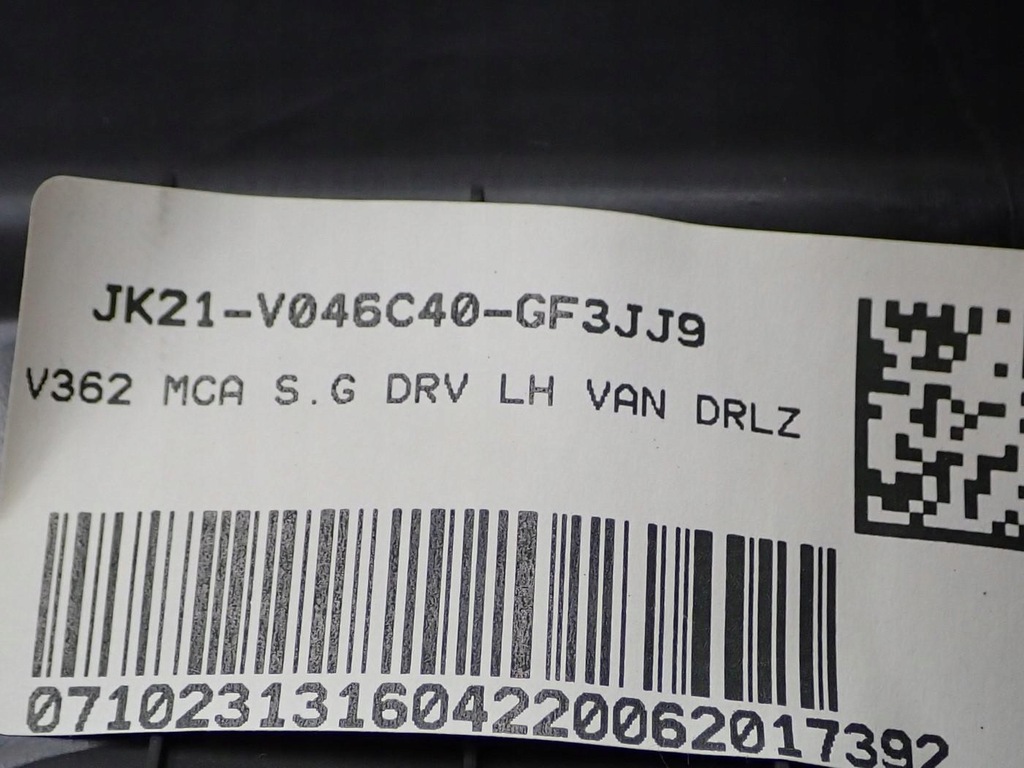 JK21-V046C40-GF3JJ9
V362 MCA S.G DRV LH VAN DRLZ
071023131604220062017392